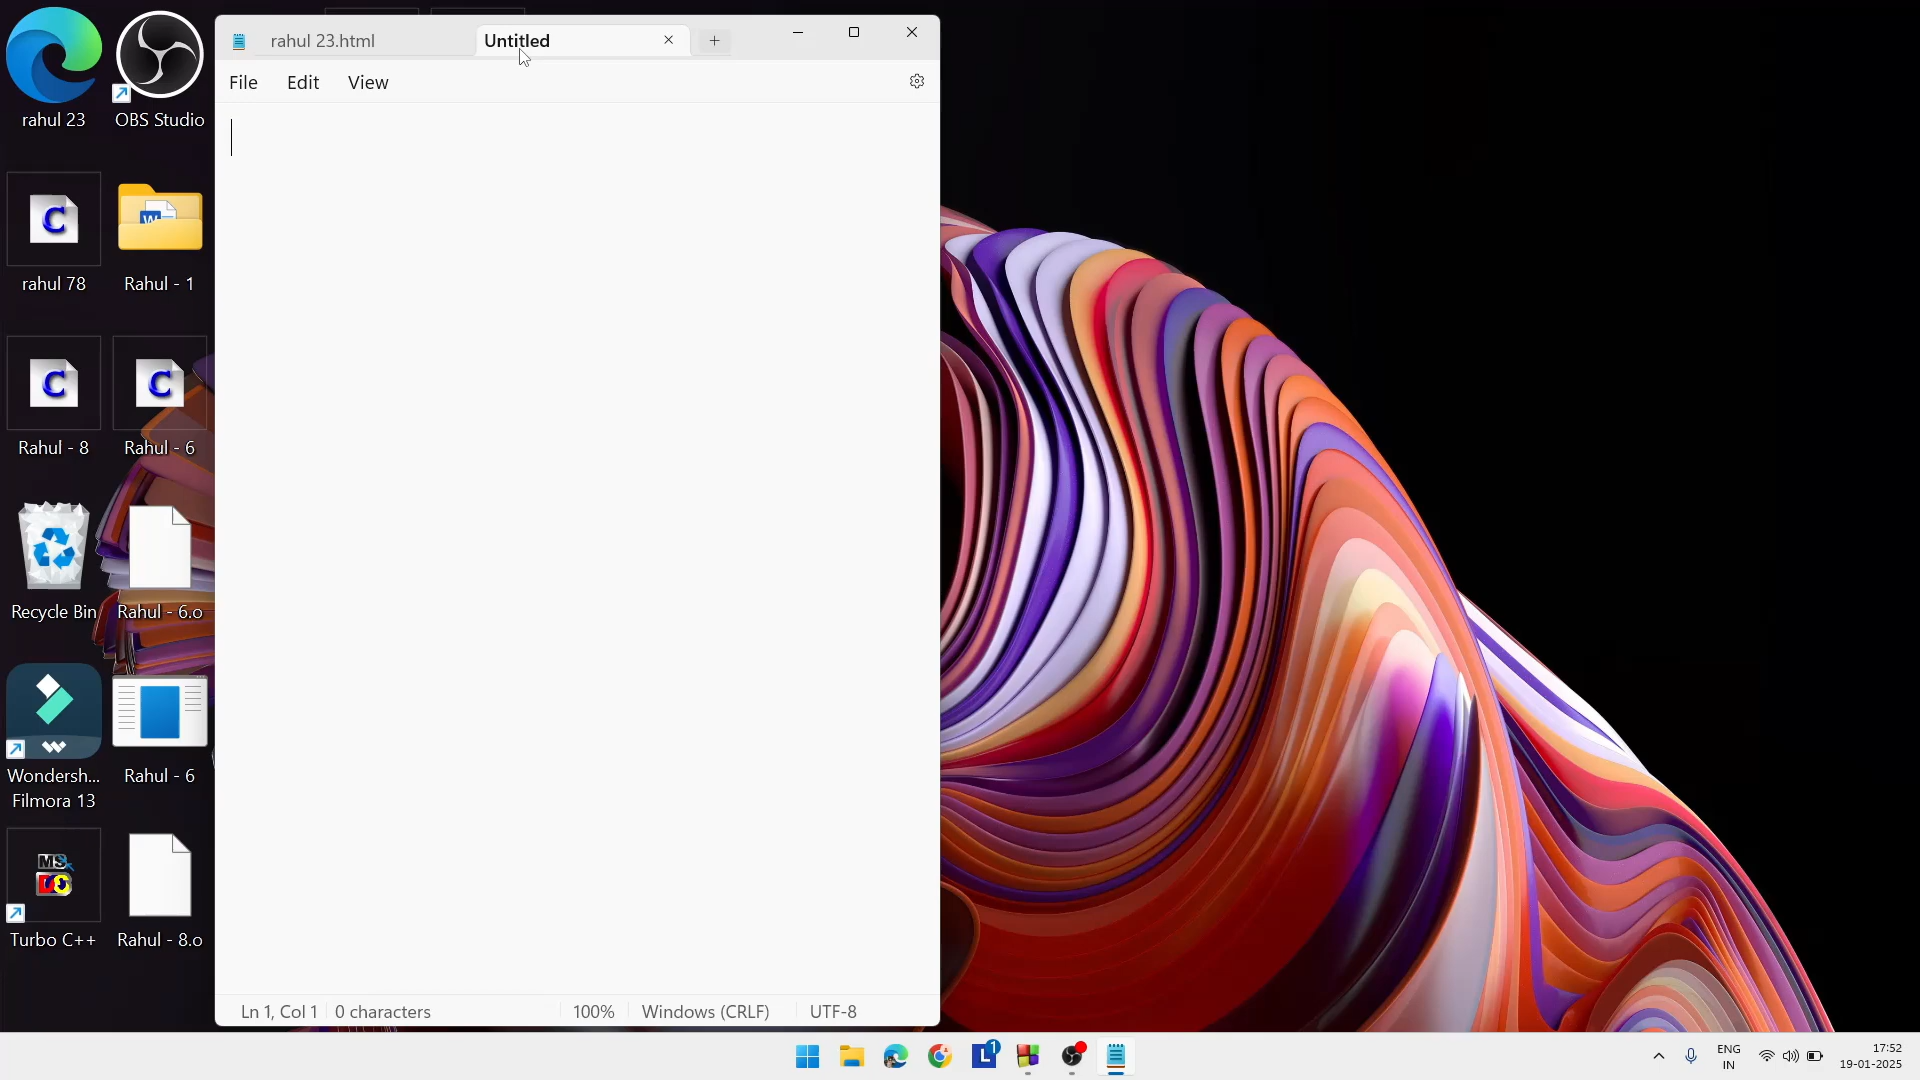 rahul 23.html
Untitled
File Edit View
Ln 1, Col 1 0 characters 100% Windows (CRLF) UTF-8
rahul 23
OBS Studio
rahul 78
Rahul - 1
Rahul - 8
Rahul - 6
Recycle Bin
Rahul - 6.o
Wondersh...
Filmora 13
Rahul - 6
Turbo C++
Rahul - 8.o
ENG
IN
17:52
19-01-2025